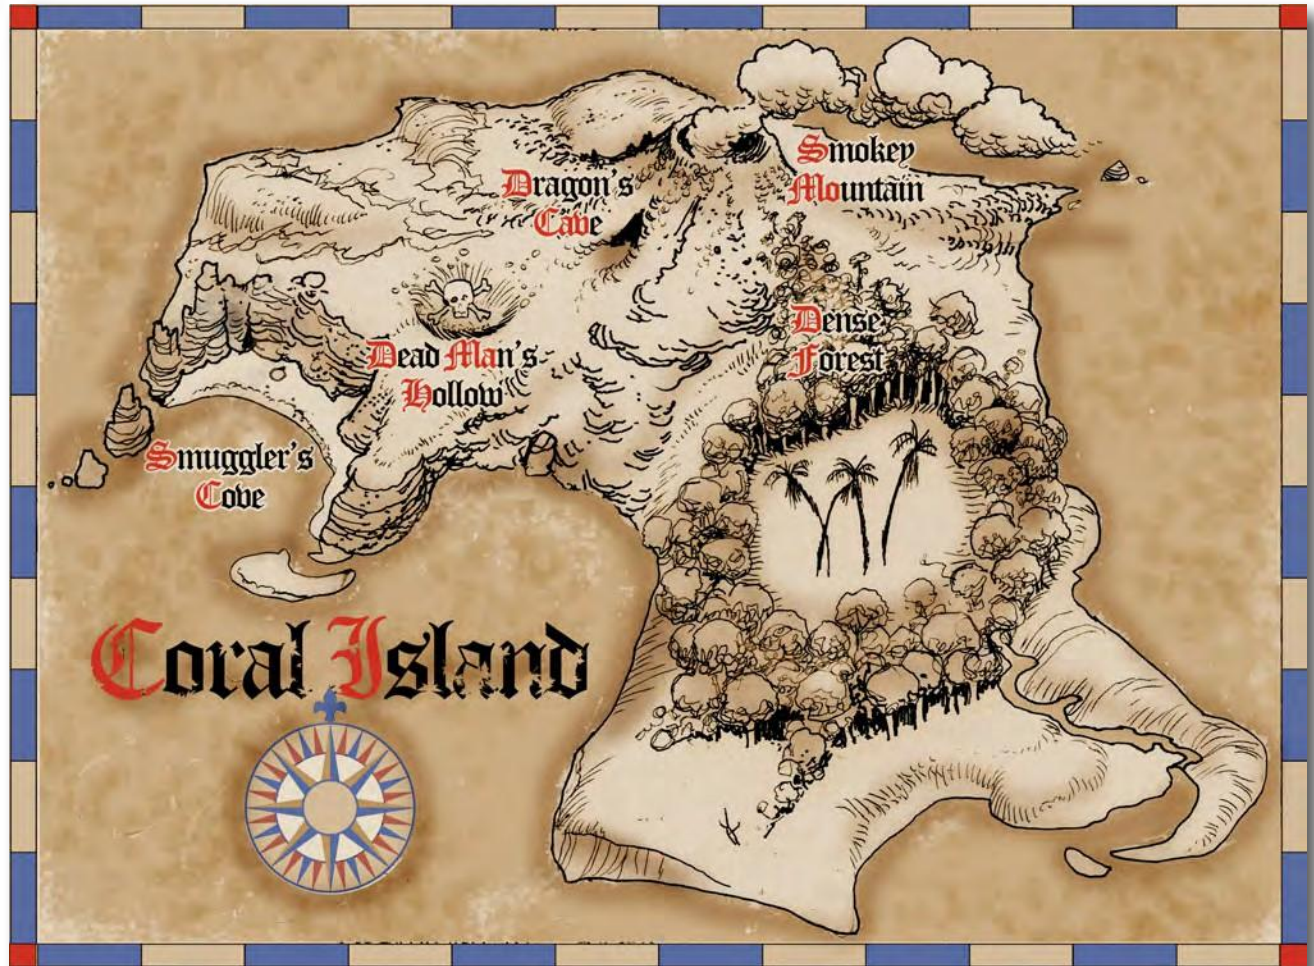 Smokey
Mountain
Dragon's
Cave
Dense
Forest
Dead Man's
Hollow
Smuggler's
Cove
Coral Island